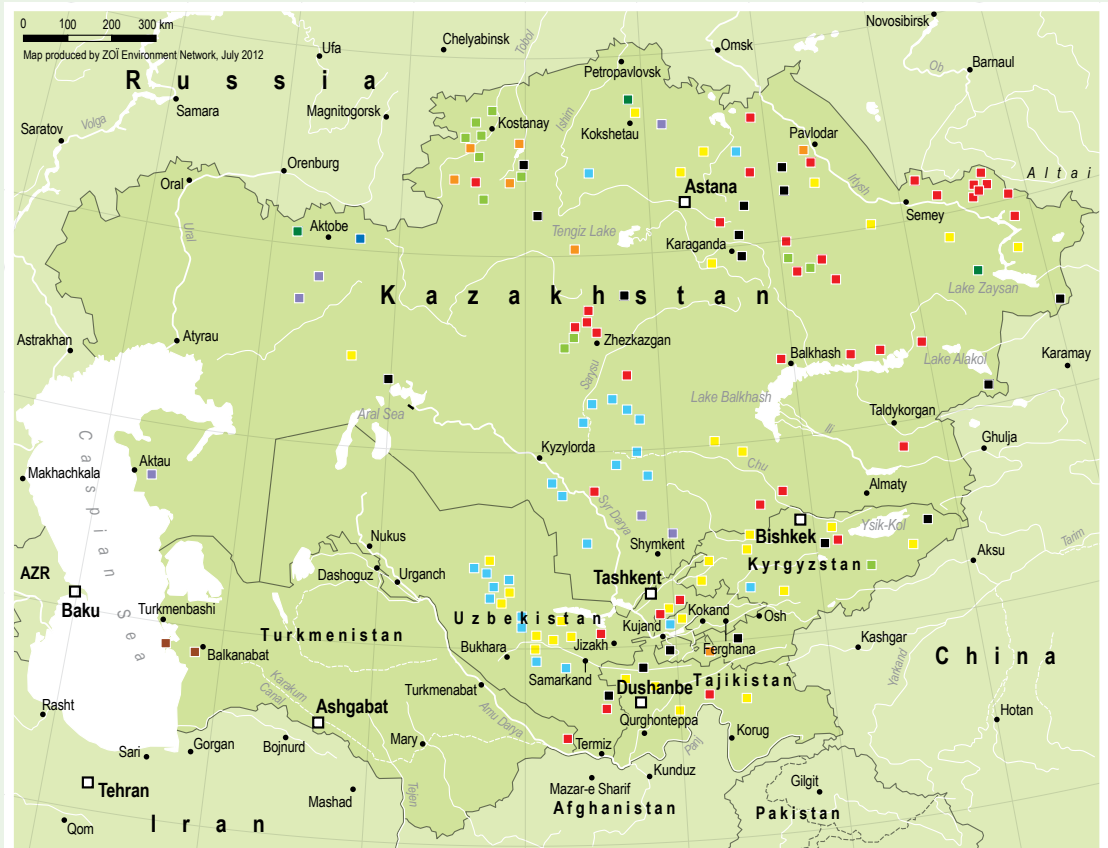 0 100 200 300 km
Map produced by ZOÏ Environment Network, July 2012
Novosibirsk
Chelyabinsk
Ufa
Omsk
Tobol
Ob
Petropavlovsk
Barnaul
Russia
Samara
Magnitogorsk
Volga
Kostanay
Ishim
Kokshetau
Pavlodar
Saratov
Orenburg
Oral
Astana
Irtysh
Altai
Semey
Ural
Aktobe
Tengiz Lake
Karaganda
Lake Zaysan
Kazakhstan
Astrakhan
Atyrau
Zhezkazgan
Balkhash
Lake Alakol
Karamay
Sarysu
Aral Sea
Lake Balkhash
Taldykorgan
Ili
Ghulja
Caspian Sea
Kyzylorda
Chu
Makhachkala
Aktau
Almaty
Syr Darya
Bishkek
Ysik-Kol
Tarim
Nukus
Shymkent
Kyrgyzstan
Aksu
AZR
Dashoguz
Urganch
Tashkent
Baku
Turkmenbashi
Uzbekistan
Kokand
Osh
Kujand
Turkmenistan
Jizakh
Ferghana
Kashgar
Balkanabat
Bukhara
China
Samarkand
Tajikistan
Yarkand
Karakum
Canal
Turkmenabat
Dushanbe
Rasht
Ashgabat
Amu Darya
Qurghonteppa
Hotan
Sari
Gorgan
Bojnurd
Mary
Termiz
Panj
Korug
Tehran
Mashad
Tejen
Mazar-e Sharif
Kunduz
Gilgit
Afghanistan
Pakistan
Qom
Iran